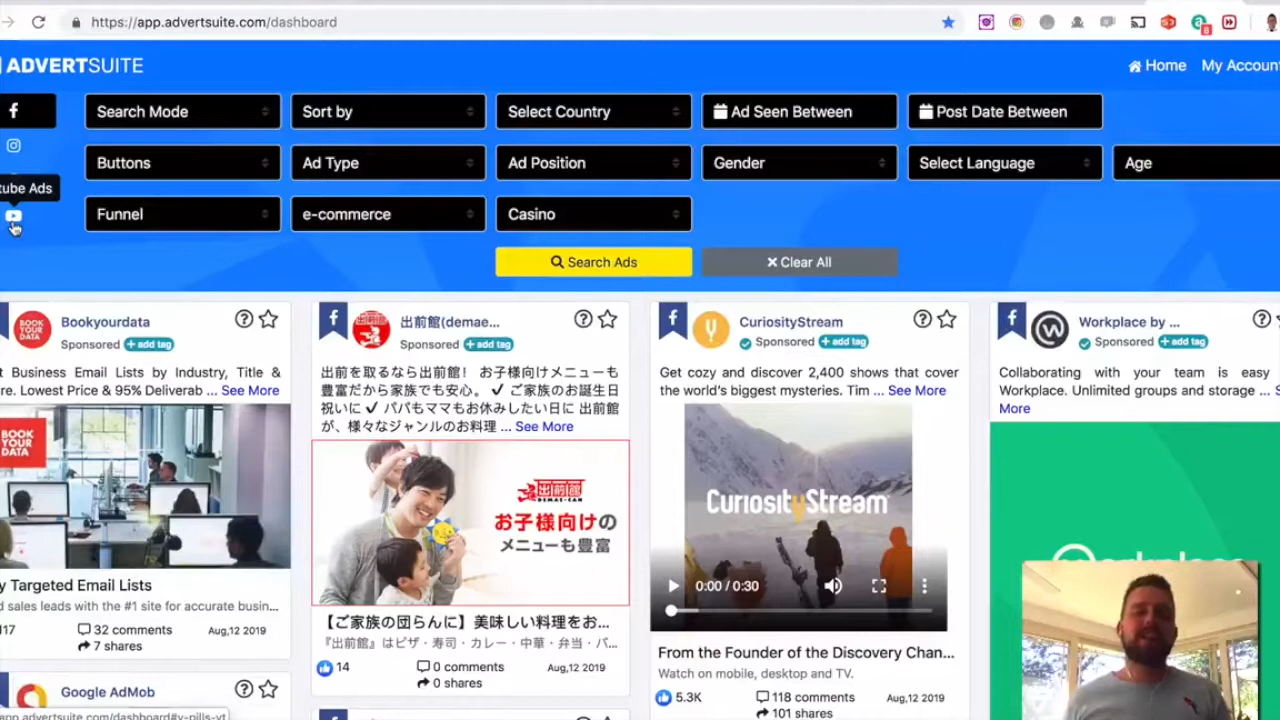 https://app.advertsuite.com/dashboard
8
ADVERTSUITE
Home My Account
Search Mode Sort by Select Country Ad Seen Between Post Date Between
Buttons Ad Type Ad Position Gender Select Language Age
tube Ads
Funnel e-commerce Casino
Search Ads Clear All
BOOK YOUR DATA
Bookyourdata
Sponsored + add tag
t Business Email Lists by Industry, Title &
re. Lowest Price & 95% Deliverab ... See More
BOOK
YOUR
DATA
y Targeted Email Lists
d sales leads with the #1 site for accurate busin...
117 32 comments Aug,12 2019
7 shares
Google AdMob
app.advertsuite.com/dashboard#v-pills-yt
出前館(demae...
Sponsored + add tag
出前を取るなら出前館! お子様向けメニューも
豊富だから家族でも安心。 ✔ ご家族のお誕生日
祝いに ✔ パパもママもお休みしたい日に 出前館
が、様々なジャンルのお料理 ... See More
出前館
DEMAE-CAN
お子様向けの
メニューも豊富
【ご家族の団らんに】美味しい料理をお...
『出前館』はピザ・寿司・カレー・中華・弁当・パ...
14 0 comments Aug,12 2019
0 shares
CuriosityStream
Sponsored + add tag
Get cozy and discover 2,400 shows that cover
the world's biggest mysteries. Tim ... See More
CuriosityStream
0:00 / 0:30
From the Founder of the Discovery Chan...
Watch on mobile, desktop and TV.
5.3K 118 comments Aug,12 2019
101 shares
Workplace by ...
Sponsored + add tag
Collaborating with your team is easy
Workplace. Unlimited groups and storage ... S
More